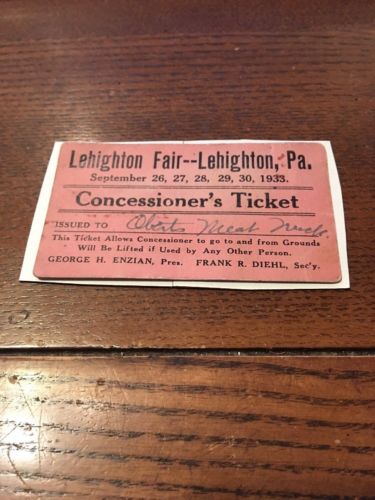 Lehighton Fair--Lehighton, Pa.
September 26, 27, 28, 29, 30, 1933.
Concessioner's Ticket
ISSUED TO Oberts Meat Truck.
This Ticket Allows Concessioner to go to and from Grounds
Will Be Lifted if Used by Any Other Person.
GEORGE H. ENZIAN, Pres. FRANK R. DIEHL, Sec'y.